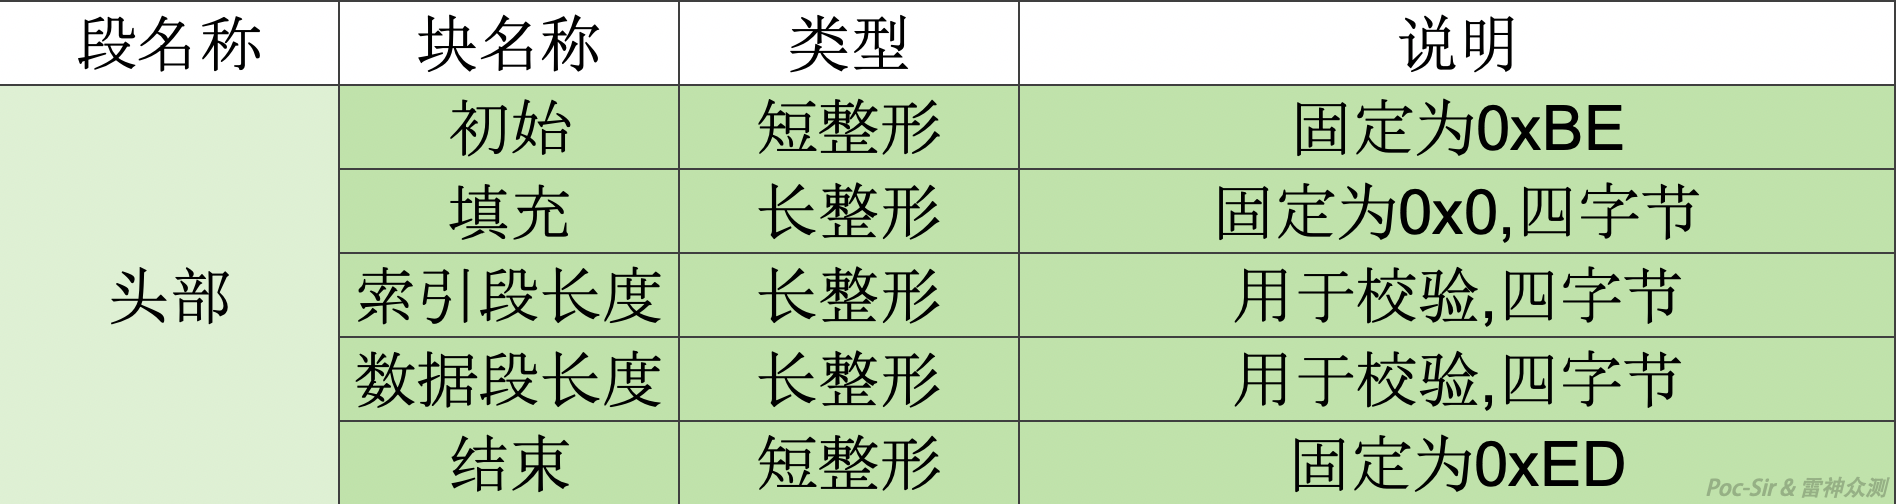 段名称 块名称 类型 说明
头部
初始 短整形 固定为0xBE
填充 长整形 固定为0x0,四字节
索引段长度 长整形 用于校验,四字节
数据段长度 长整形 用于校验,四字节
结束 短整形 固定为0xED
Poc-Sir & 雷神众测